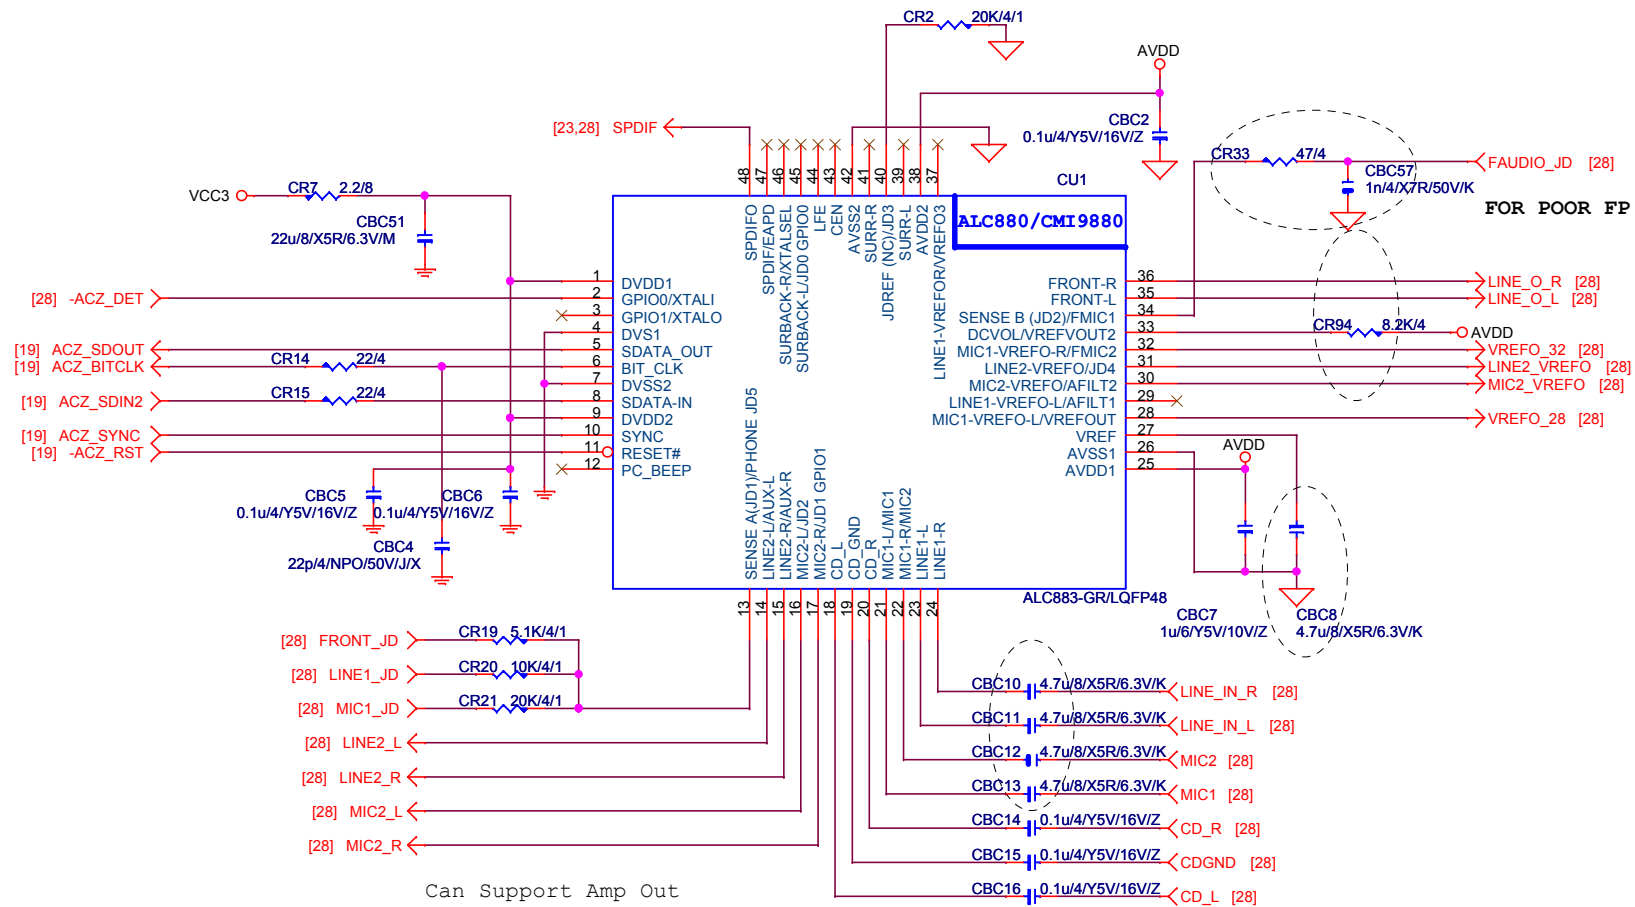 CR2 20K/4/1
AVDD
[23,28] SPDIF
CBC2
0.1u/4/Y5V/16V/Z
CR33 47/4
FAUDIO_JD [28]
CBC57
1n/4/X7R/50V/K
FOR POOR FP
VCC3
CR7 2.2/8
CBC51
22u/8/X5R/6.3V/M
CU1
ALC880/CMI9880
48 47 46 45 44 43 42 41 40 39 38 37
SPDIFO
SPDIF/EAPD
SURBACK-R/XTALSEL
SURBACK-L/JD0 GPIO0
LFE
CEN
AVSS2
SURR-R
JDREF (NC)/JD3
SURR-L
AVDD2
LINE1-VREFOR/VREFO3
1 DVDD1
[28] -ACZ_DET 2 GPIO0/XTALI
3 GPIO1/XTALO
4 DVS1
[19] ACZ_SDOUT 5 SDATA_OUT
[19] ACZ_BITCLK CR14 22/4 6 BIT_CLK
7 DVSS2
[19] ACZ_SDIN2 CR15 22/4 8 SDATA-IN
9 DVDD2
[19] ACZ_SYNC 10 SYNC
[19] -ACZ_RST 11 RESET#
12 PC_BEEP
FRONT-R 36 LINE_O_R [28]
FRONT-L 35 LINE_O_L [28]
SENSE B (JD2)/FMIC1 34
DCVOL/VREFVOUT2 33 CR94 8.2K/4 AVDD
MIC1-VREFO-R/FMIC2 32 VREFO_32 [28]
LINE2-VREFO/JD4 31 LINE2_VREFO [28]
MIC2-VREFO/AFILT2 30 MIC2_VREFO [28]
LINE1-VREFO-L/AFILT1 29
MIC1-VREFO-L/VREFOUT 28 VREFO_28 [28]
VREF 27
AVSS1 26
AVDD1 25
AVDD
CBC5
0.1u/4/Y5V/16V/Z
CBC6
0.1u/4/Y5V/16V/Z
CBC4
22p/4/NPO/50V/J/X
SENSE A(JD1)/PHONE JD5
LINE2-L/AUX-L
LINE2-R/AUX-R
MIC2-L/JD2
MIC2-R/JD1 GPIO1
CD_L
CD_GND
CD_R
MIC1-L/MIC1
MIC1-R/MIC2
LINE1-L
LINE1-R
13 14 15 16 17 18 19 20 21 22 23 24
ALC883-GR/LQFP48
CBC7
1u/6/Y5V/10V/Z
CBC8
4.7u/8/X5R/6.3V/K
[28] FRONT_JD CR19 5.1K/4/1
[28] LINE1_JD CR20 10K/4/1
[28] MIC1_JD CR21 20K/4/1
[28] LINE2_L
[28] LINE2_R
[28] MIC2_L
[28] MIC2_R
CBC10 4.7u/8/X5R/6.3V/K LINE_IN_R [28]
CBC11 4.7u/8/X5R/6.3V/K LINE_IN_L [28]
CBC12 4.7u/8/X5R/6.3V/K MIC2 [28]
CBC13 4.7u/8/X5R/6.3V/K MIC1 [28]
CBC14 0.1u/4/Y5V/16V/Z CD_R [28]
CBC15 0.1u/4/Y5V/16V/Z CDGND [28]
CBC16 0.1u/4/Y5V/16V/Z CD_L [28]
Can Support Amp Out